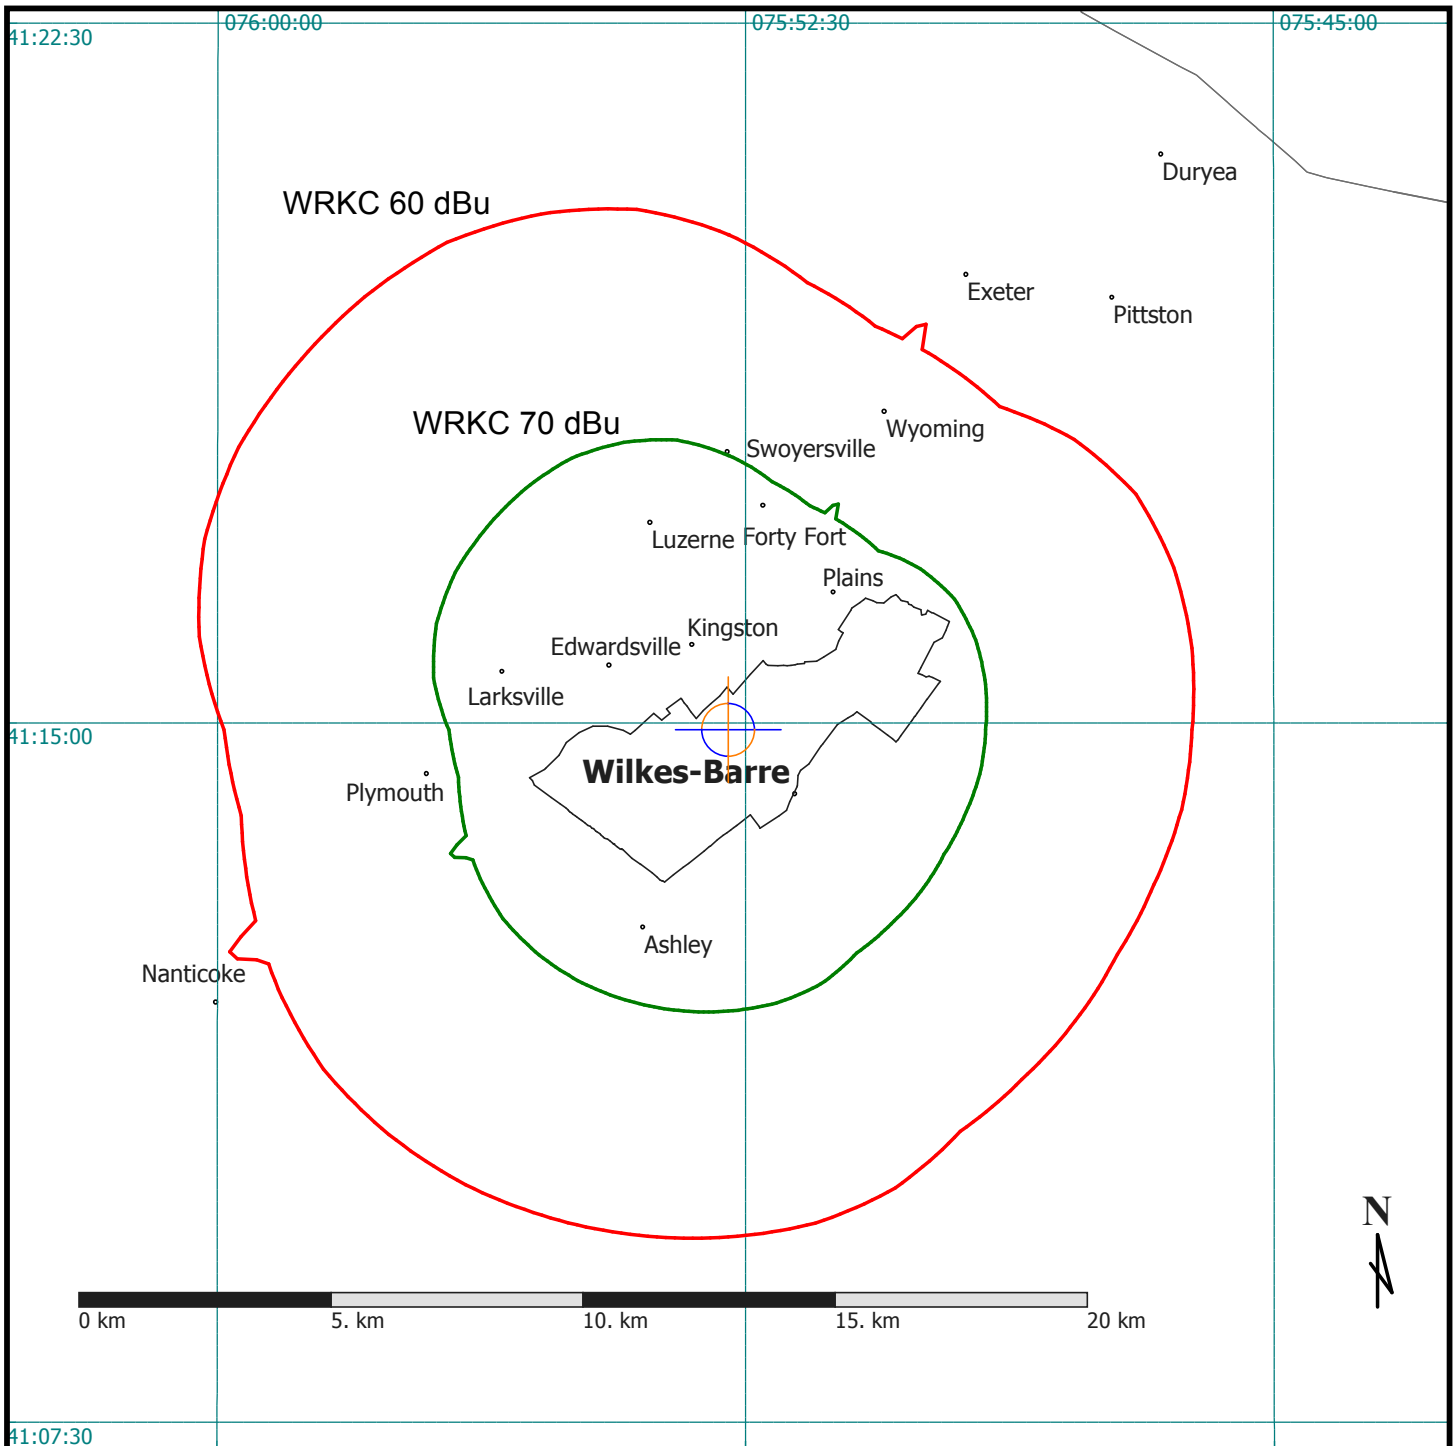 076:00:00
075:52:30
075:45:00
41:22:30
Duryea
WRKC 60 dBu
Exeter
Pittston
WRKC 70 dBu
Wyoming
Swoyersville
Luzerne
Forty Fort
Plains
Kingston
Edwardsville
Larksville
41:15:00
Wilkes-Barre
Plymouth
Ashley
Nanticoke
N
0 km
5. km
10. km
15. km
20 km
41:07:30